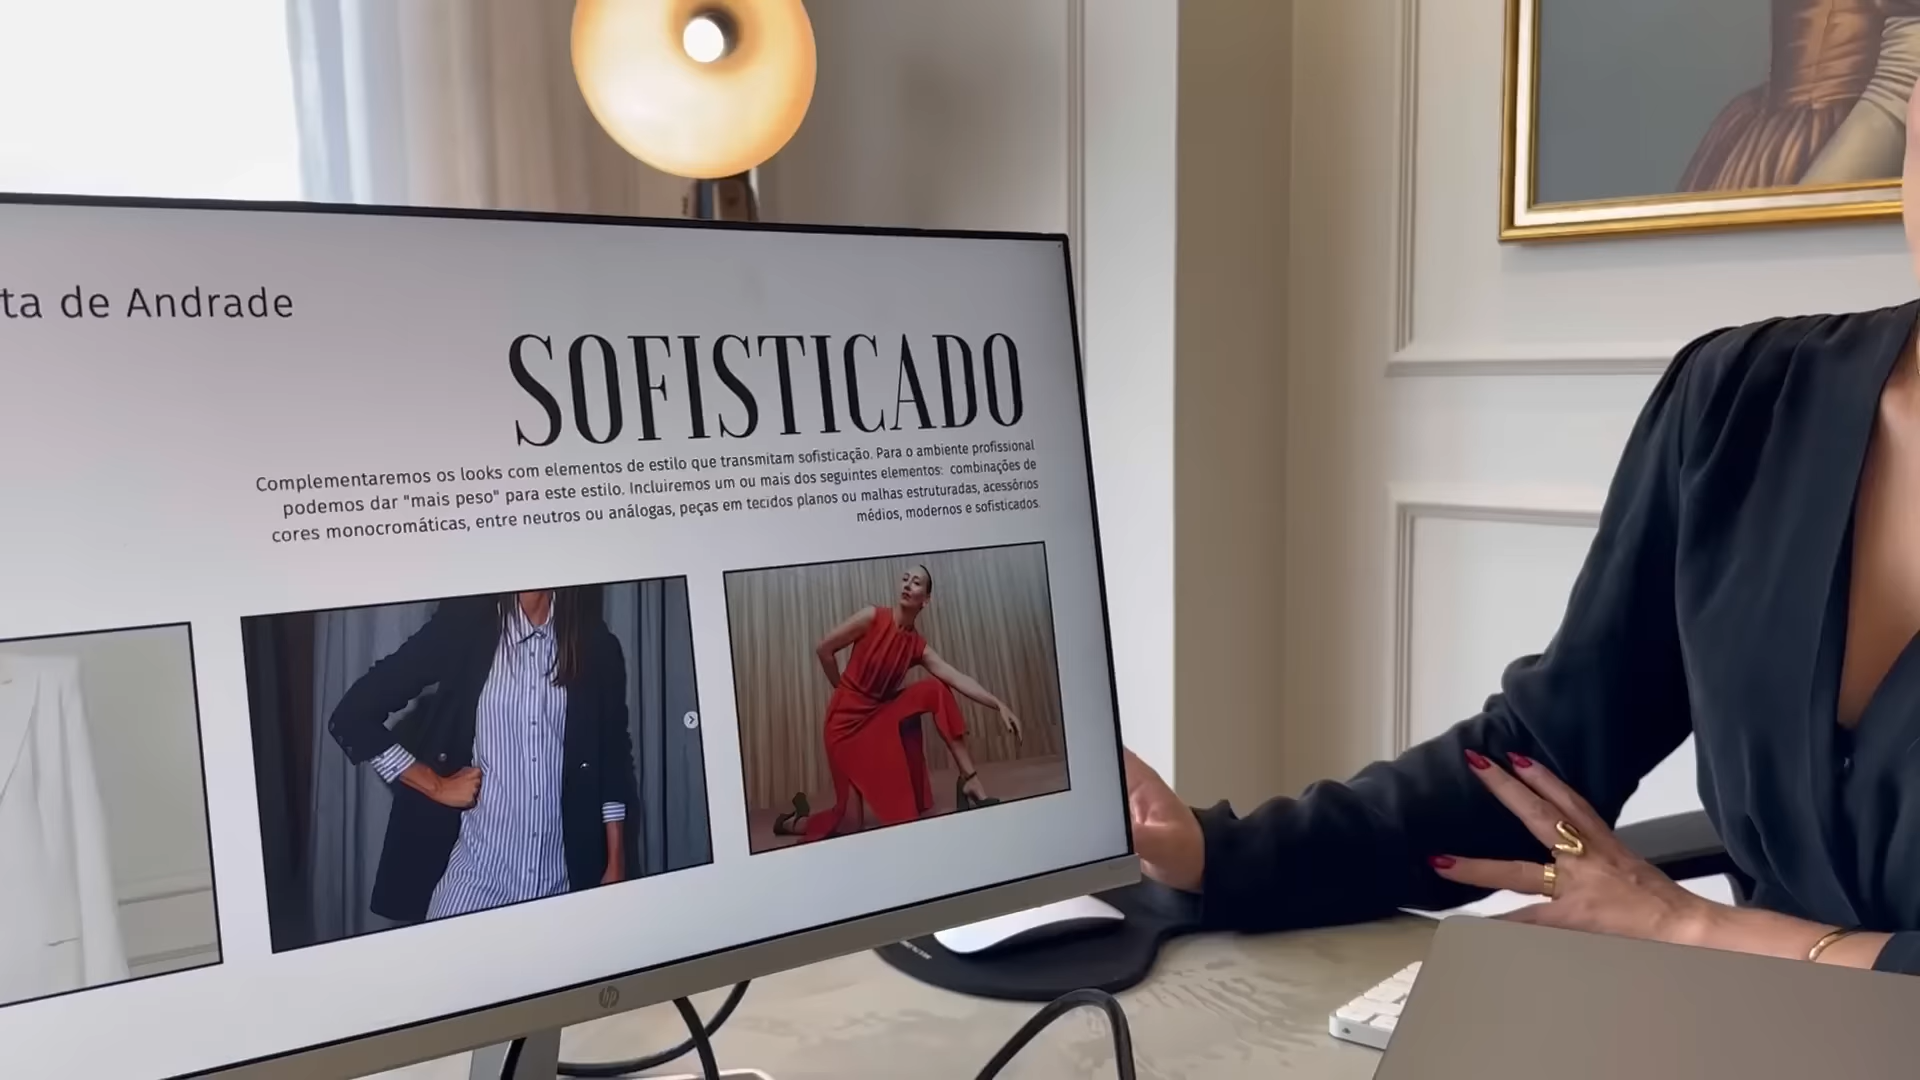 ta de Andrade
SOFISTICADO
Complementaremos os looks com elementos de estilo que transmitam sofisticação. Para o ambiente profissional
podemos dar "mais peso" para este estilo. Incluiremos um ou mais dos seguintes elementos: combinações de
cores monocromáticas, entre neutros ou análogas, peças em tecidos planos ou malhas estruturadas, acessórios
médios, modernos e sofisticados
hp